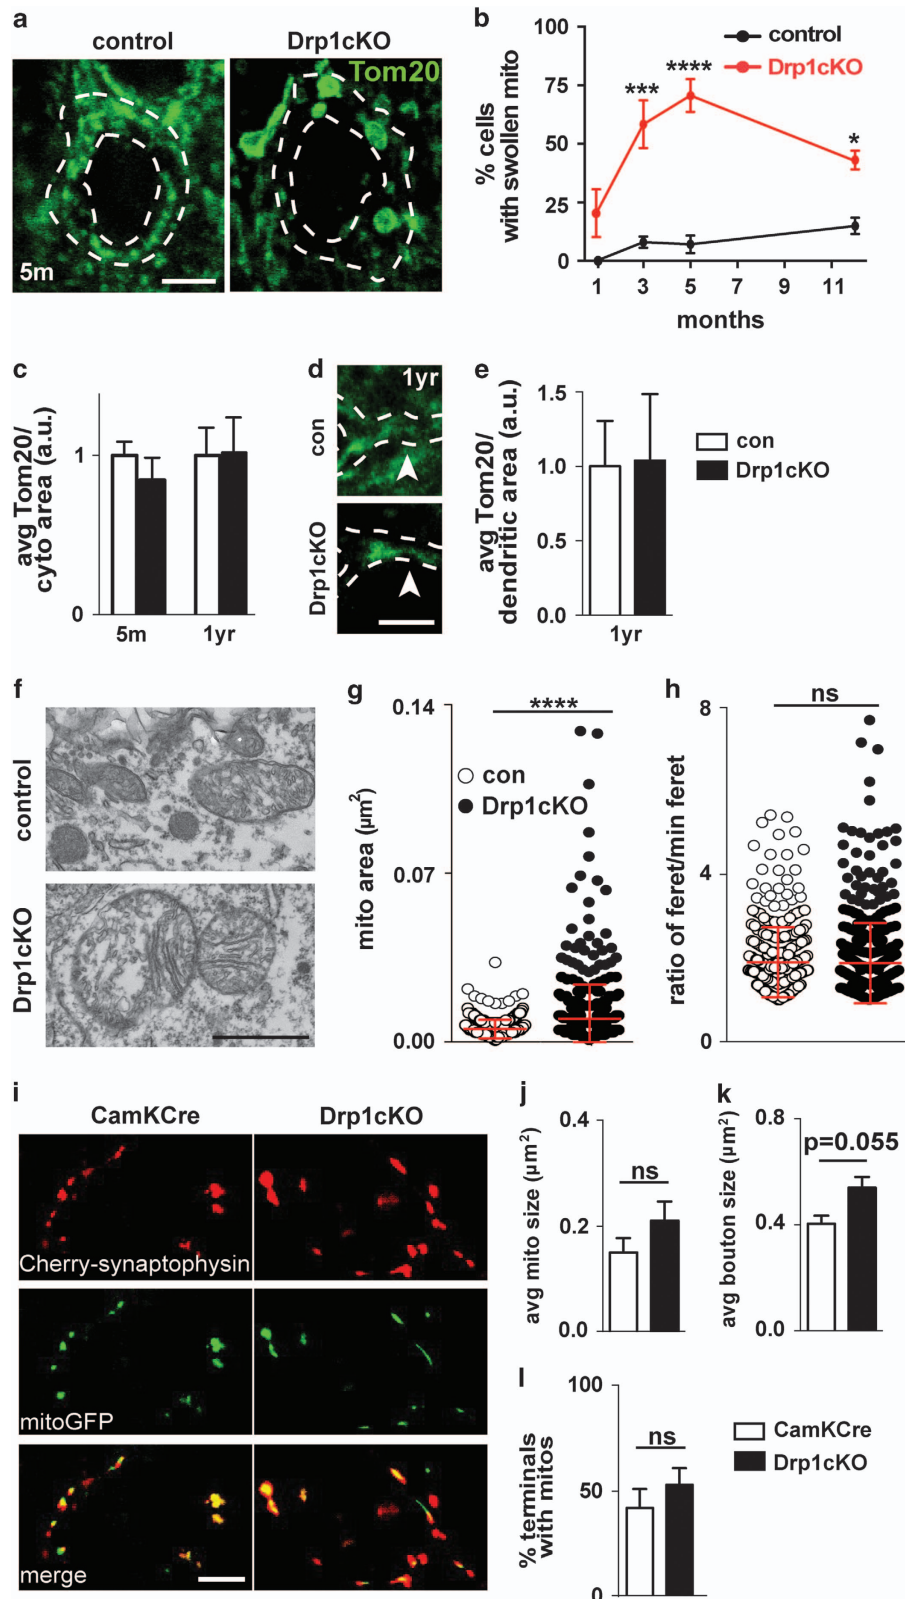 a
control
Drp1cKO
Tom20
5m
b
100
75
50
25
0
% cells
with swollen mito
control
Drp1cKO
***
****
*
1 3 5 7 9 11
months
c
avg Tom20/
cyto area (a.u.)
1
0
5m 1yr
d
1yr
con
Drp1cKO
e
avg Tom20/
dendritic area (a.u.)
1.5
1.0
0.5
0.0
1yr
con
Drp1cKO
f
control
Drp1cKO
g
mito area (µm²)
0.14
0.07
0.00
****
con
Drp1cKO
h
ratio of feret/min feret
8
4
0
ns
i
CamKCre
Drp1cKO
Cherry-synaptophysin
mitoGFP
merge
j
avg mito size (µm²)
0.4
0.2
0.0
ns
k
avg bouton size (µm²)
0.8
0.4
0.0
p=0.055
l
% terminals
with mitos
100
50
0
ns
CamKCre
Drp1cKO